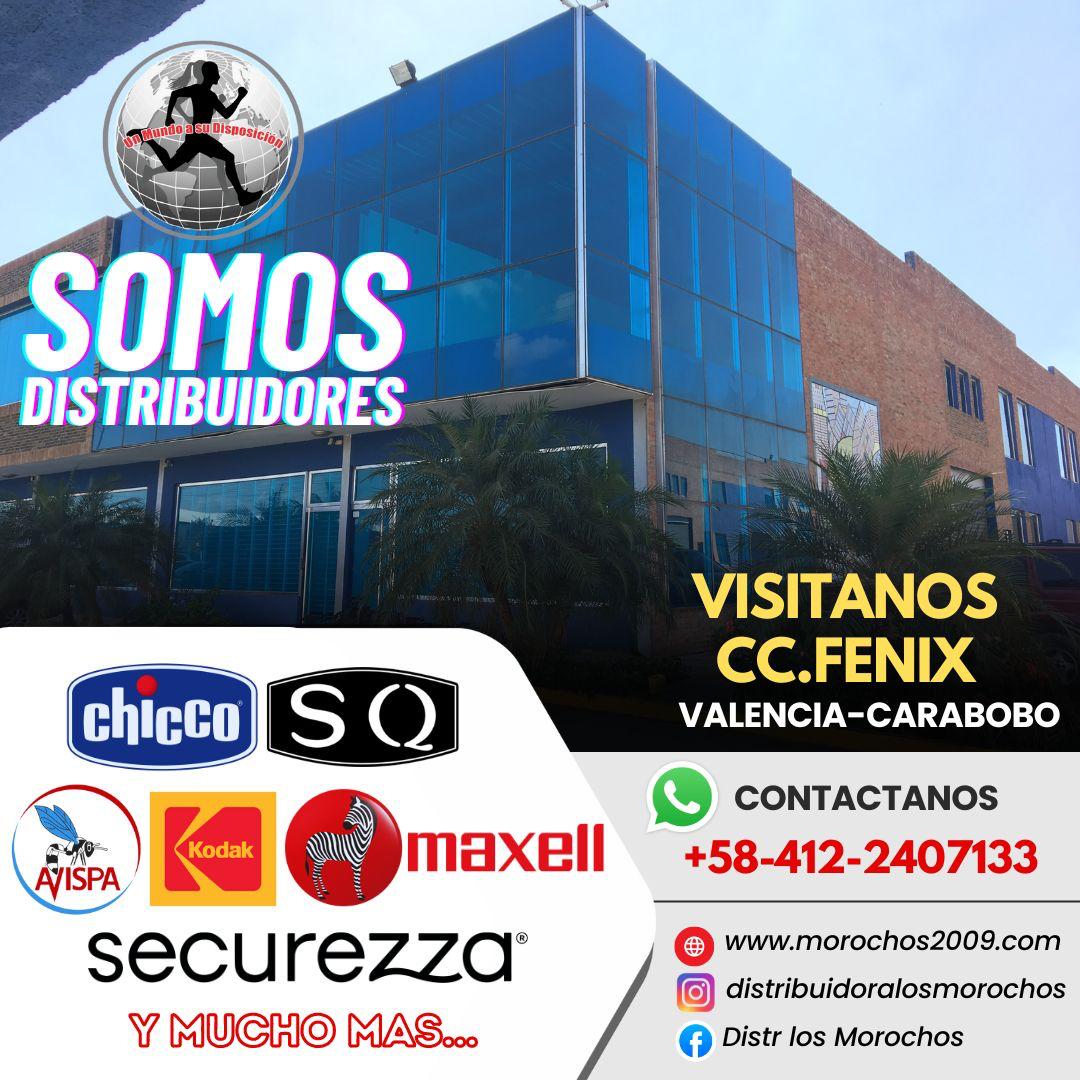 Un Mundo a su Disposición
SOMOS
DISTRIBUIDORES
VISITANOS
CC.FENIX
VALENCIA-CARABOBO
chicco®
SQ
AVISPA
Kodak
maxell
securezza®
Y MUCHO MAS...
CONTACTANOS
+58-412-2407133
www.morochos2009.com
distribuidoralosmorochos
Distr los Morochos